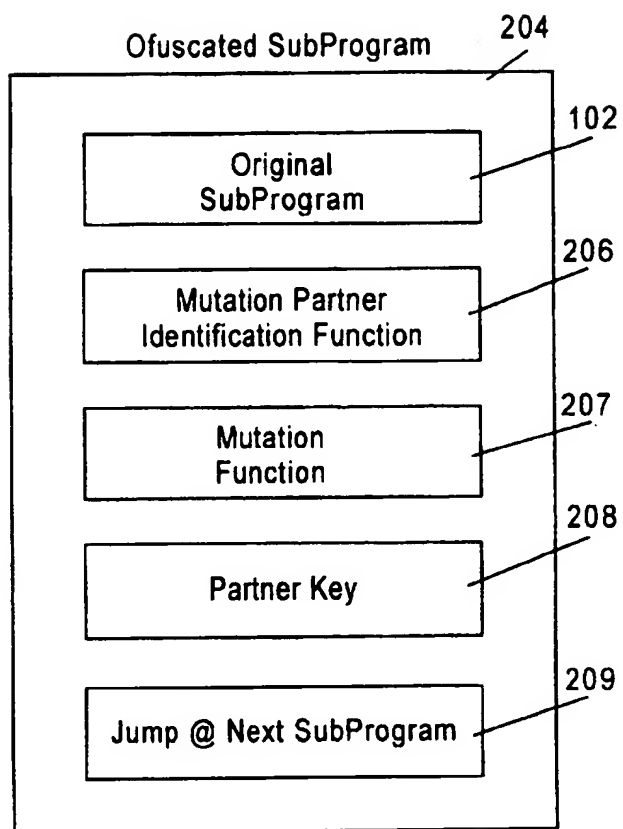 Ofuscated SubProgram
204
102
Original
SubProgram
206
Mutation Partner
Identification Function
207
Mutation
Function
208
Partner Key
209
Jump @ Next SubProgram